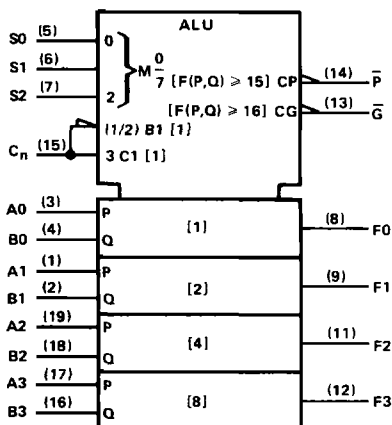 ALU
S0 (5) 0
S1 (6) M 0/7 [F(P,Q) ⩾ 15] CP (14) P̅
S2 (7) 2 [F(P,Q) ⩾ 16] CG (13) G̅
(1/2) B1 [1]
Cn (15) 3 C1 [1]
A0 (3) P [1] (8) F0
B0 (4) Q
A1 (1) P [2] (9) F1
B1 (2) Q
A2 (19) P [4] (11) F2
B2 (18) Q
A3 (17) P [8] (12) F3
B3 (16) Q